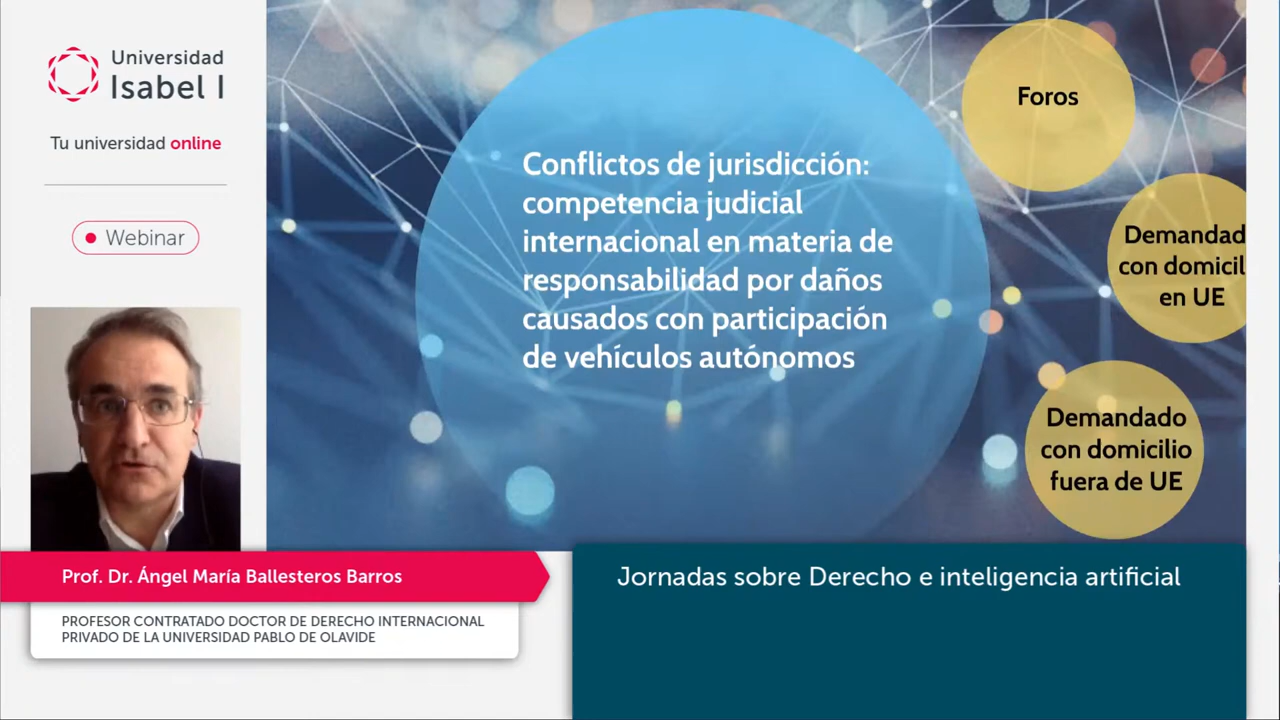 Universidad
Isabel I
Tu universidad online
Webinar
Conflictos de jurisdicción:
competencia judicial
internacional en materia de
responsabilidad por daños
causados con participación
de vehículos autónomos
Foros
Demandad
con domicil
en UE
Demandado
con domicilio
fuera de UE
Prof. Dr. Ángel María Ballesteros Barros
PROFESOR CONTRATADO DOCTOR DE DERECHO INTERNACIONAL
PRIVADO DE LA UNIVERSIDAD PABLO DE OLAVIDE
Jornadas sobre Derecho e inteligencia artificial